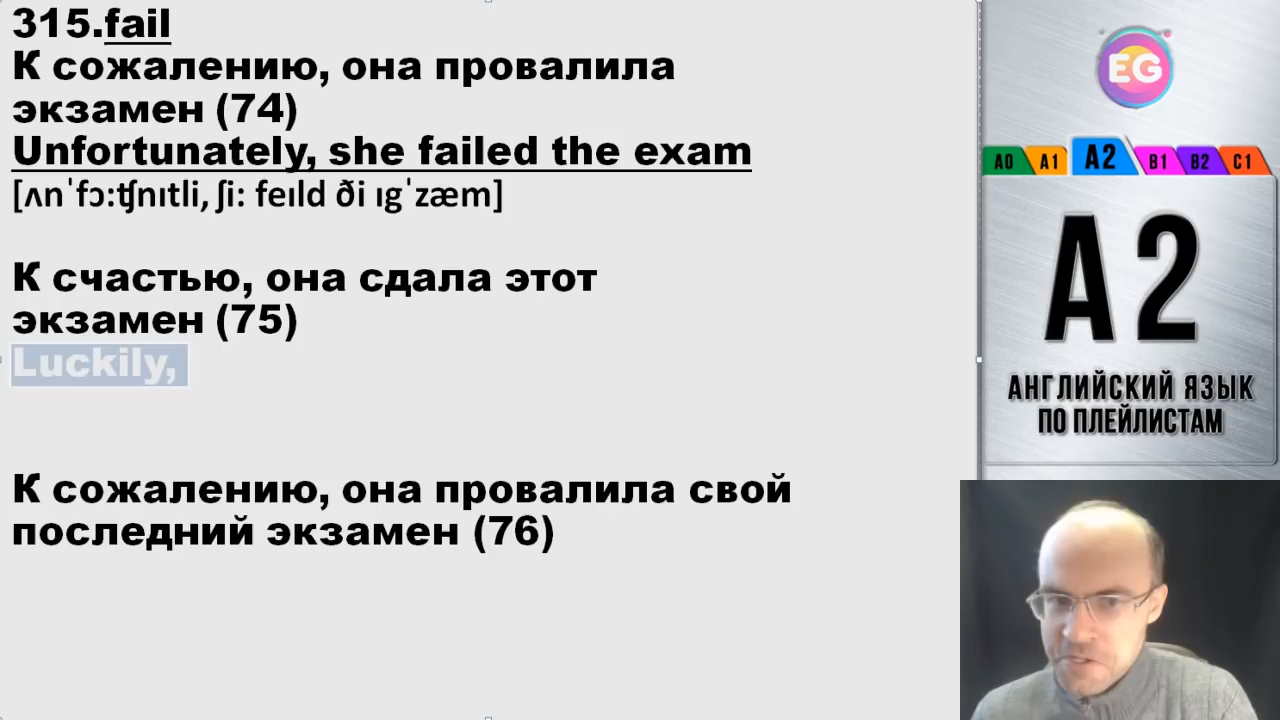 315.fail
К сожалению, она провалила
экзамен (74)
Unfortunately, she failed the exam
[ʌnˈfɔːʧnɪtli, ʃiː feɪld ði ɪgˈzæm]
К счастью, она сдала этот
экзамен (75)
Luckily,
К сожалению, она провалила свой
последний экзамен (76)
EG
A0 A1 A2 B1 B2 C1
A2
АНГЛИЙСКИЙ ЯЗЫК
ПО ПЛЕЙЛИСТАМ